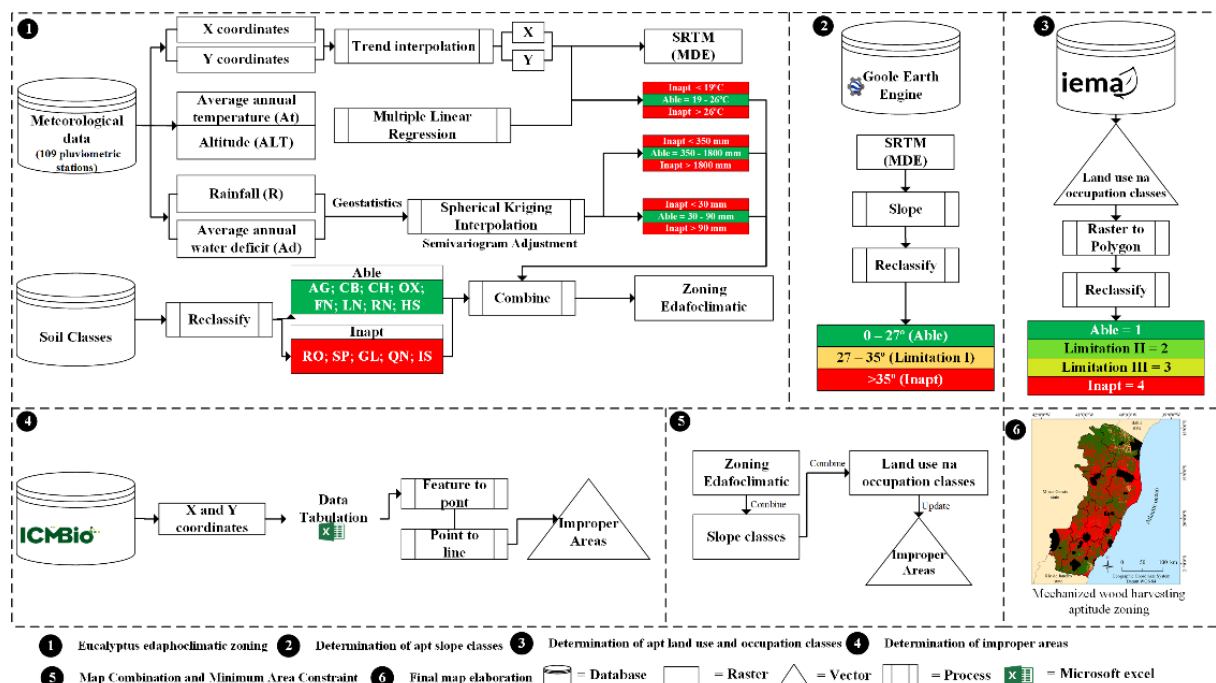 1
X coordinates
Y coordinates
Trend interpolation
X
Y
SRTM
(MDE)
Meteorological
data
(109 pluviometric
stations)
Average annual
temperature (At)
Altitude (ALT)
Multiple Linear
Regression
Inapt < 19°C
Able = 19 - 26°C
Inapt > 26°C
Inapt < 350 mm
Able = 350 - 1800 mm
Inapt > 1800 mm
Rainfall (R)
Average annual
water deficit (Ad)
Geostatistics
Spherical Kriging
Interpolation
Semivariogram Adjustment
Inapt < 30 mm
Able = 30 - 90 mm
Inapt > 90 mm
Soil Classes
Reclassify
Able
AG; CB; CH; OX;
FN; LN; RN; HS
Inapt
RO; SP; GL; QN; IS
Combine
Zoning
Edafoclimatic
2
Goole Earth
Engine
SRTM
(MDE)
Slope
Reclassify
0 – 27º (Able)
27 – 35º (Limitation I)
>35º (Inapt)
3
iema
Land use na
occupation classes
Raster to
Polygon
Reclassify
Able = 1
Limitation II = 2
Limitation III = 3
Inapt = 4
4
ICMBio
X and Y
coordinates
Data
Tabulation
Feature to
pont
Point to
line
Improper
Areas
5
Zoning
Edafoclimatic
Combine
Slope classes
Combine
Land use na
occupation classes
Update
Improper
Areas
6
Atlantic ocean
0 50 100 km
Mechanized wood harvesting
aptitude zoning
1 Eucalyptus edaphoclimatic zoning 2 Determination of apt slope classes 3 Determination of apt land use and occupation classes 4 Determination of improper areas
5 Map Combination and Minimum Area Constraint 6 Final map elaboration = Database = Raster = Vector = Process = Microsoft excel